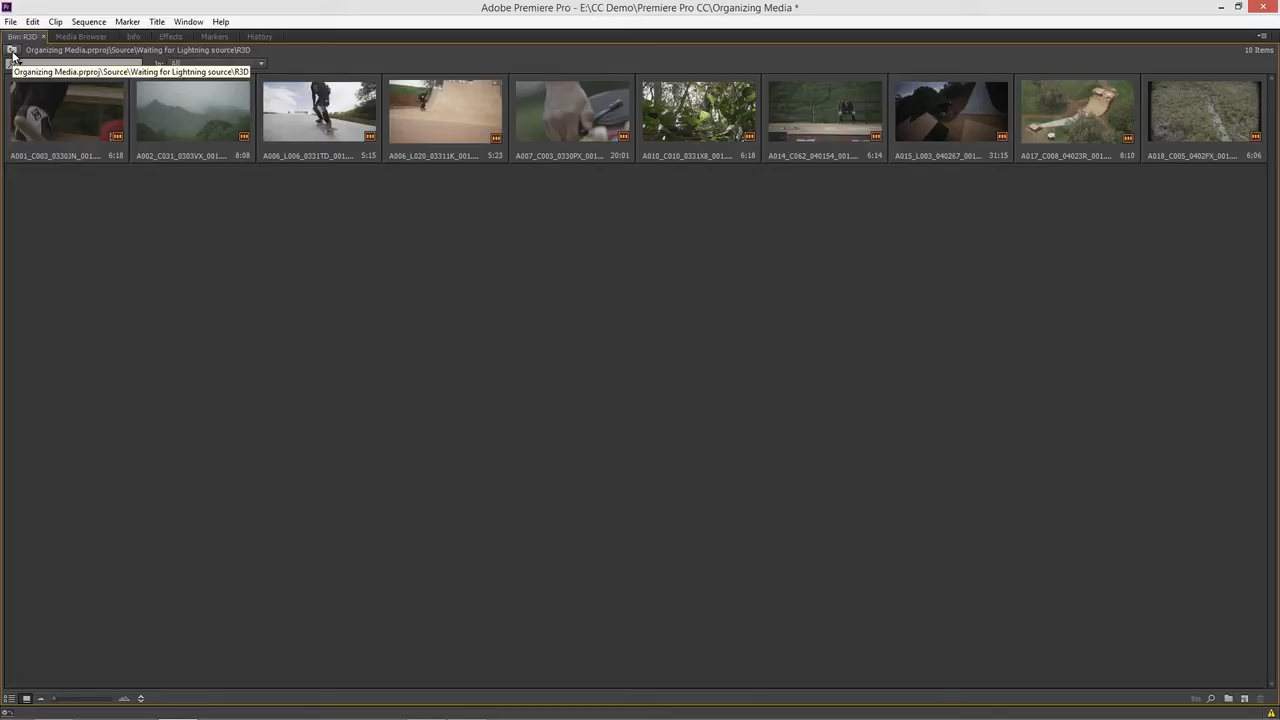 Adobe Premiere Pro - E:\CC Demo\Premiere Pro CC\Organizing Media *
File Edit Clip Sequence Marker Title Window Help
Bin: R3D × Media Browser Info Effects Markers History
Organizing Media.prproj\Source\Waiting for Lightning source\R3D 10 Items
In: All
Organizing Media.prproj\Source\Waiting for Lightning source\R3D
A001_C003_0330JN_001.... 6:18 A002_C031_0303VX_001.... 8:08 A006_L006_0331TD_001.... 5:15 A006_L020_03311K_001.... 5:23 A007_C003_0330PX_001... 20:01 A010_C010_0331X8_001.... 6:18 A014_C062_040154_001.... 6:14 A015_L003_040267_001... 31:15 A017_C008_04023R_001.... 8:10 A018_C005_0402FX_001.... 6:06